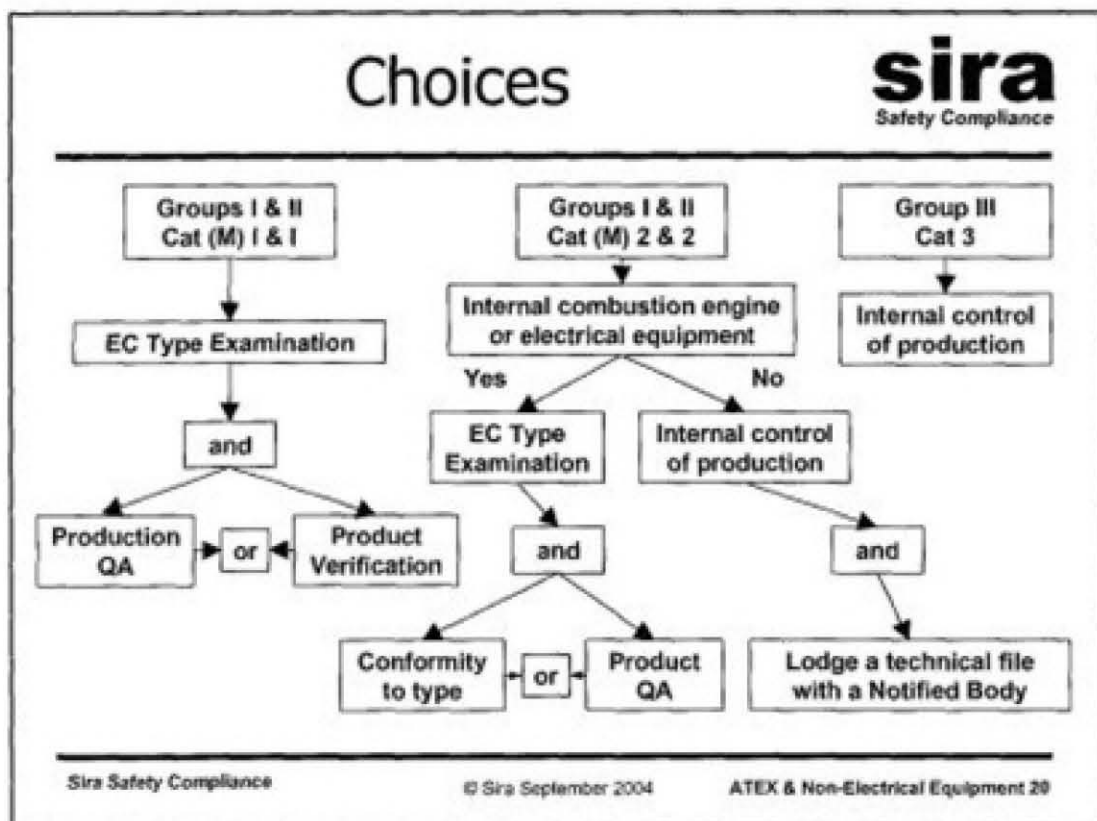 Choices
sira
Safety Compliance
Groups I & II
Cat (M) I & I
EC Type Examination
and
Production
QA
or
Product
Verification
Groups I & II
Cat (M) 2 & 2
Internal combustion engine
or electrical equipment
Yes
No
EC Type
Examination
Internal control
of production
and
and
Conformity
to type
or
Product
QA
Lodge a technical file
with a Notified Body
Group III
Cat 3
Internal control
of production
Sira Safety Compliance
© Sira September 2004
ATEX & Non-Electrical Equipment 20